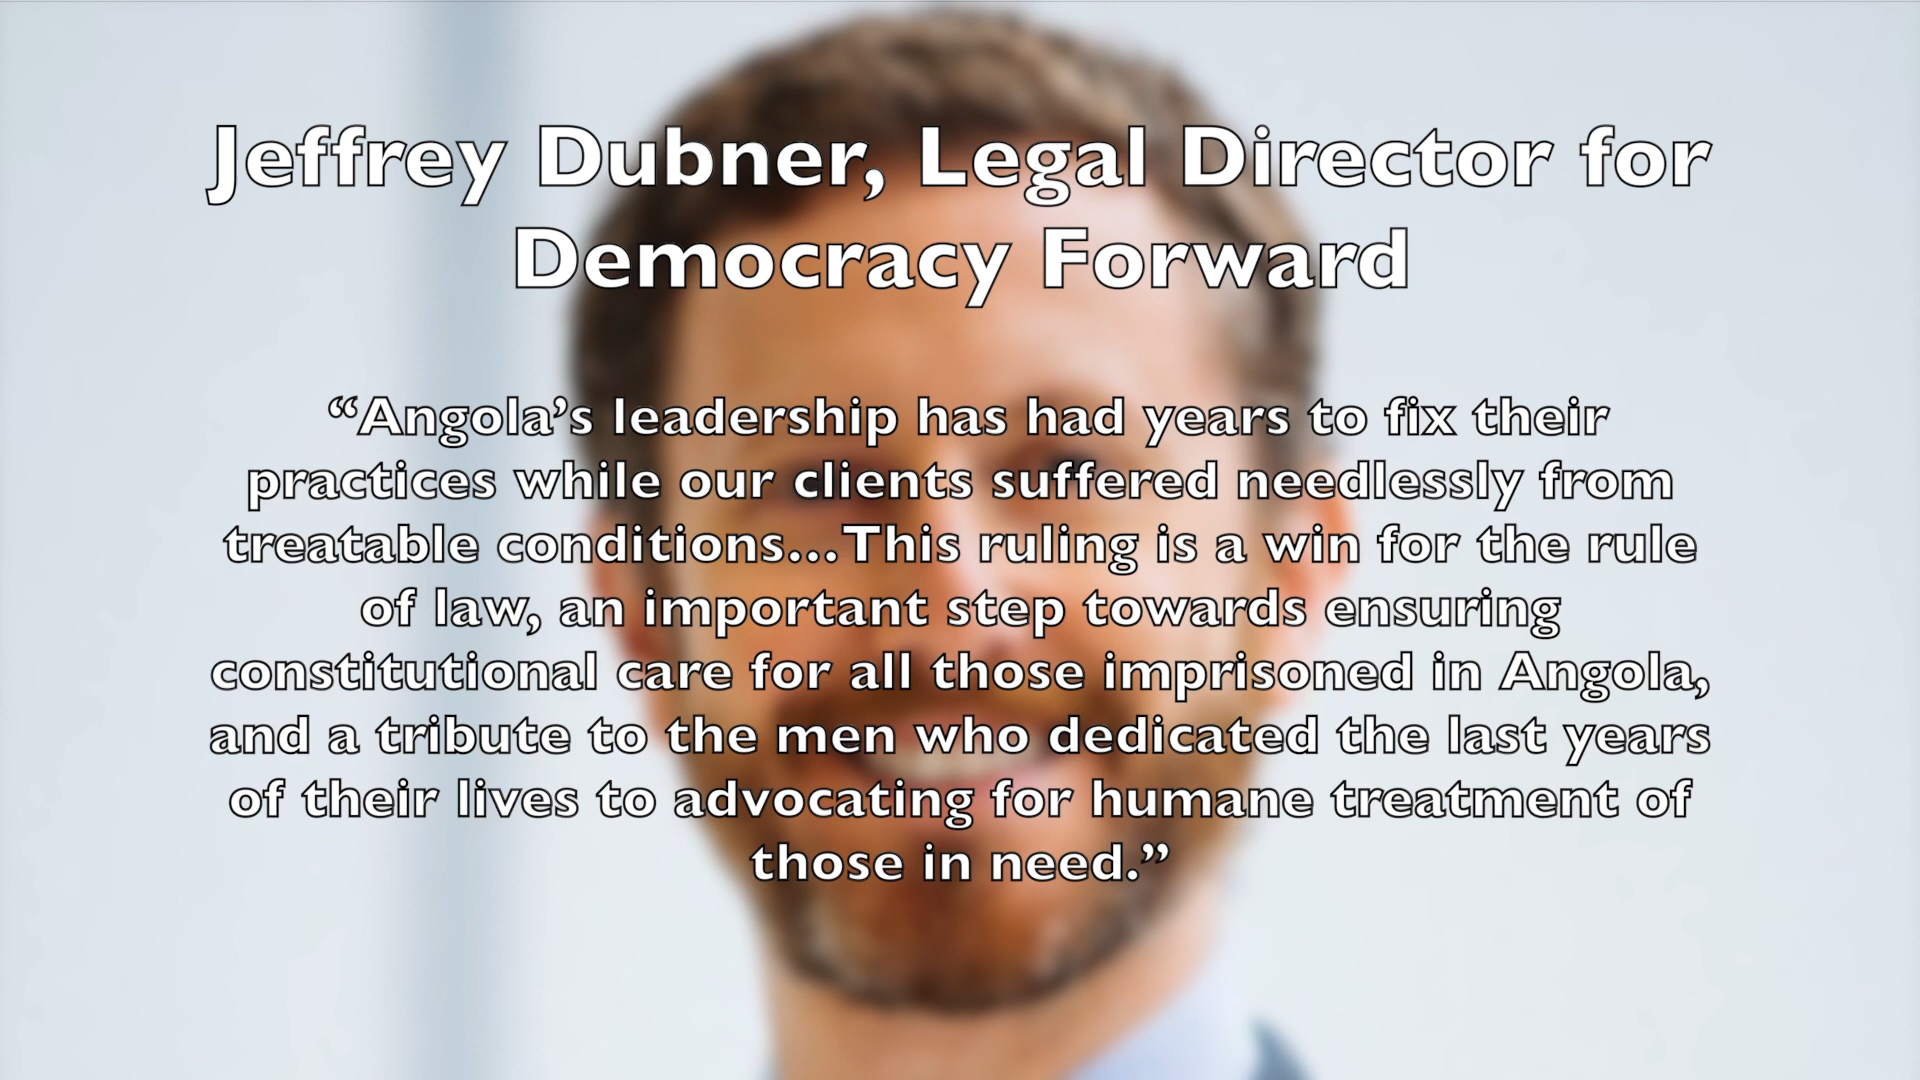 Jeffrey Dubner, Legal Director for
Democracy Forward
“Angola’s leadership has had years to fix their
practices while our clients suffered needlessly from
treatable conditions...This ruling is a win for the rule
of law, an important step towards ensuring
constitutional care for all those imprisoned in Angola,
and a tribute to the men who dedicated the last years
of their lives to advocating for humane treatment of
those in need.”